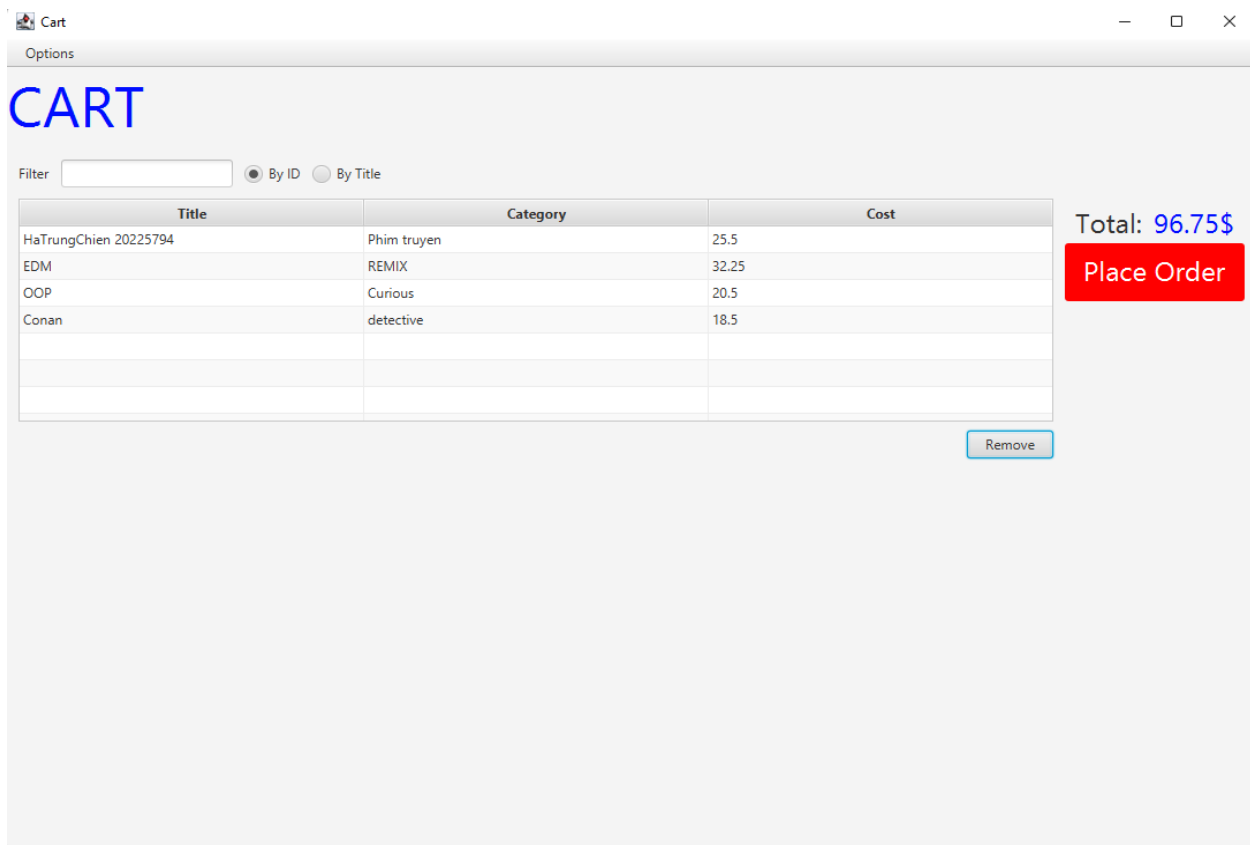 Cart
Options
CART
Filter By ID By Title
Title Category Cost
HaTrungChien 20225794 Phim truyen 25.5
EDM REMIX 32.25
OOP Curious 20.5
Conan detective 18.5
Total: 96.75$
Place Order
Remove